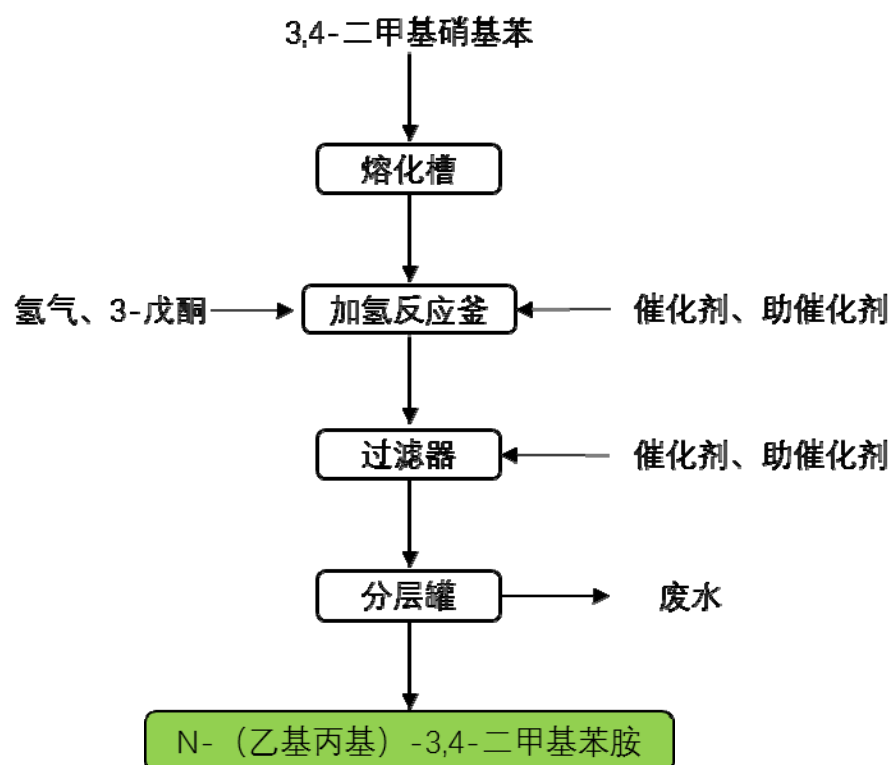 3,4-二甲基硝基苯
熔化槽
氢气、3-戊酮
加氢反应釜
催化剂、助催化剂
过滤器
催化剂、助催化剂
分层罐
废水
N-（乙基丙基）-3,4-二甲基苯胺